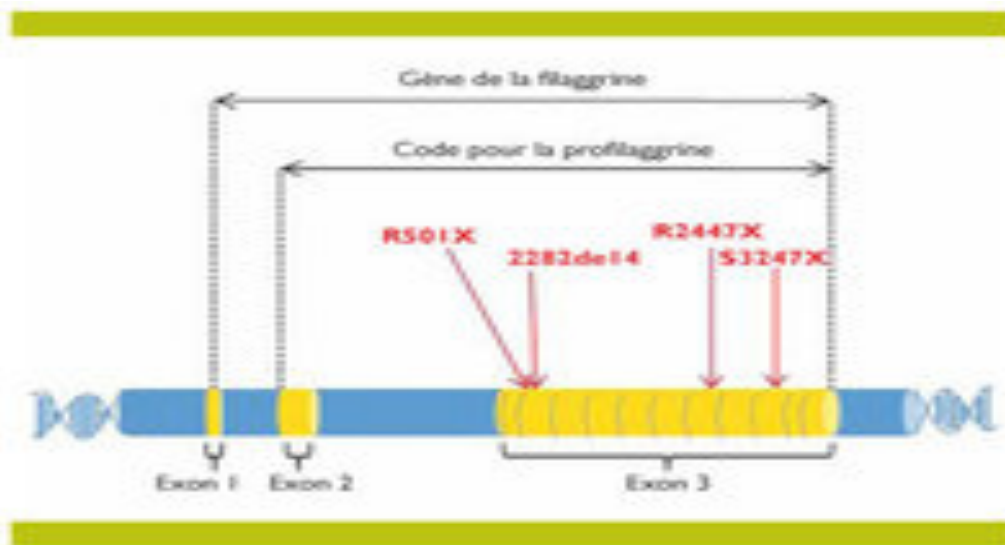 Gène de la filaggrine
Code pour la profilaggrine
R501X
R2447X
2282del4
S3247X
Exon 1
Exon 2
Exon 3